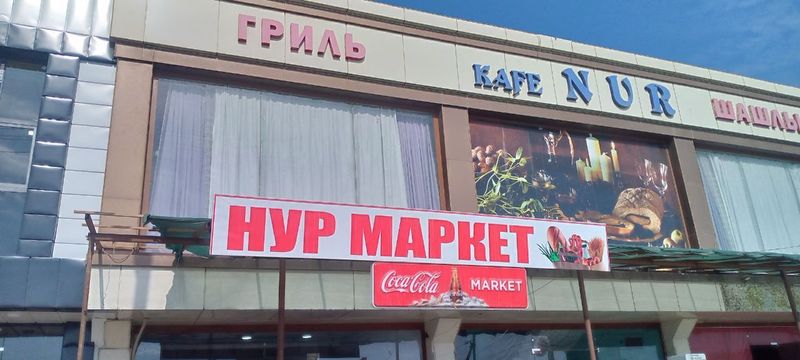 ГРИЛЬ
KAFE NUR
ШАШЛЫ
НУР МАРКЕТ
Coca-Cola MARKET